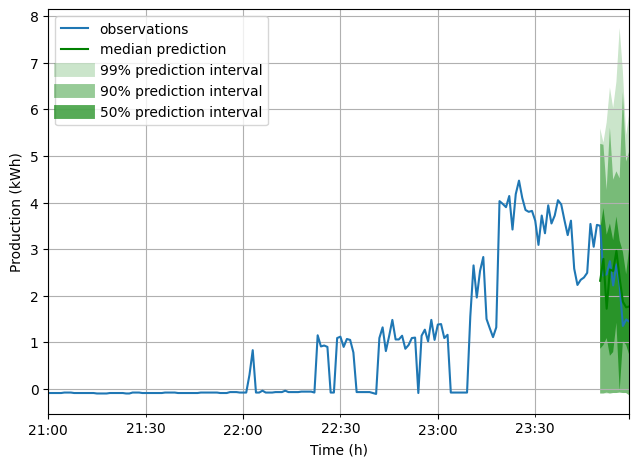 observations
median prediction
99% prediction interval
90% prediction interval
50% prediction interval
8
7
6
5
4
3
2
1
0
Production (kWh)
21:00 21:30 22:00 22:30 23:00 23:30
Time (h)